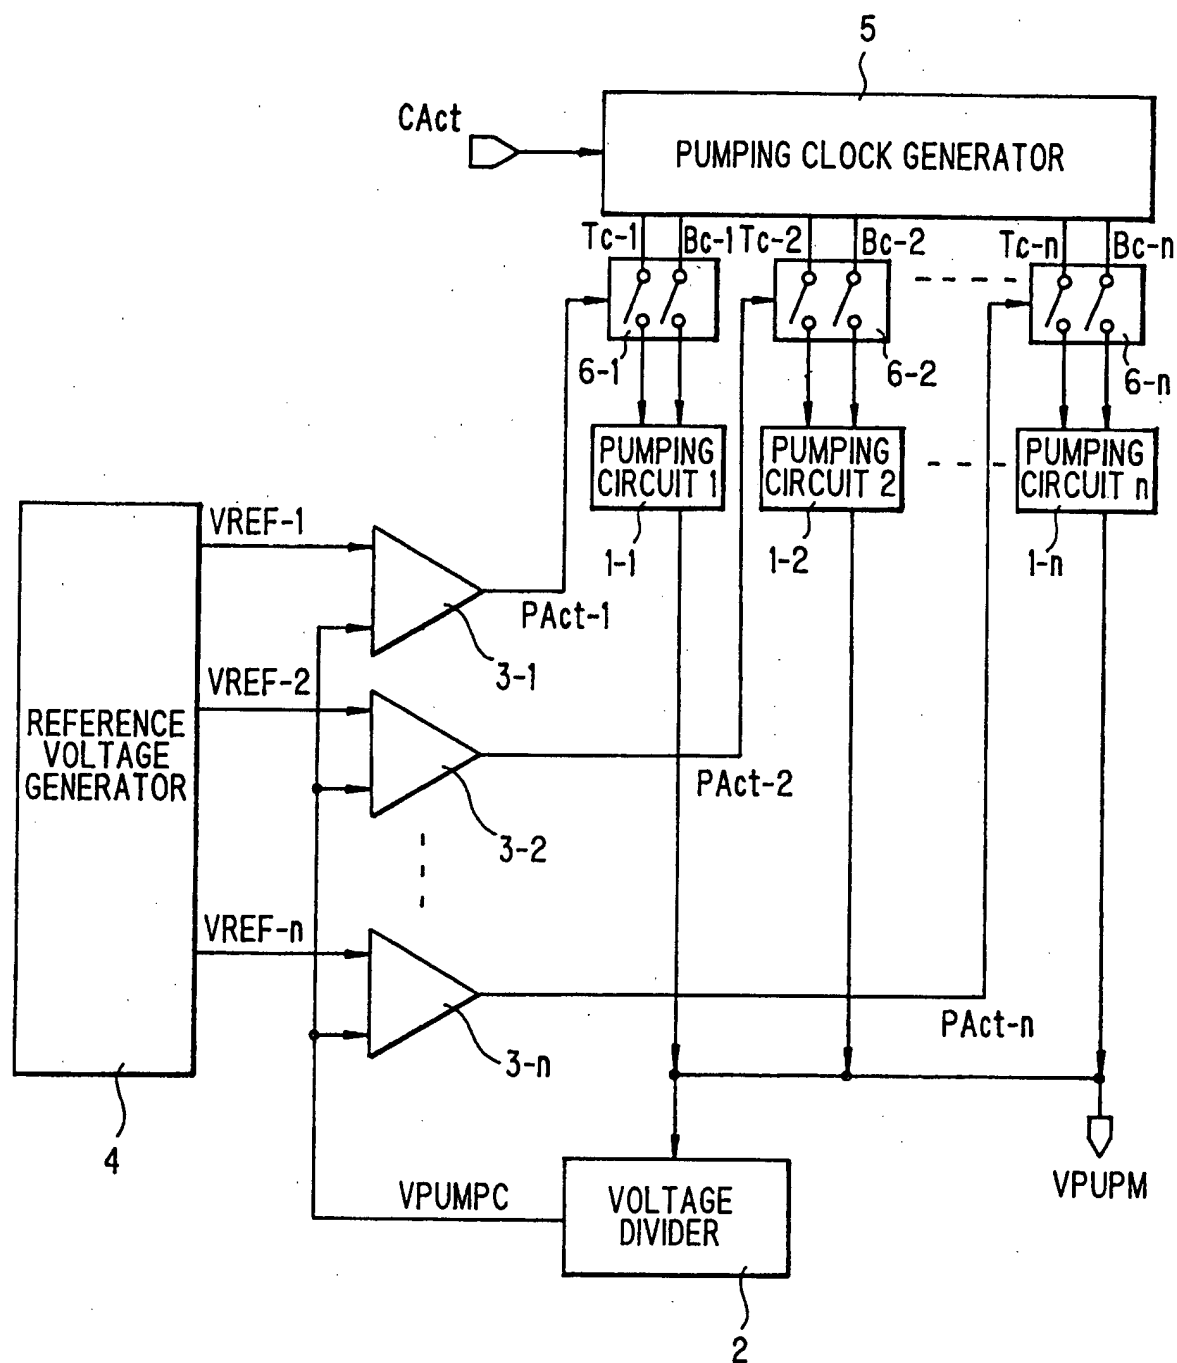 5
CAct
PUMPING CLOCK GENERATOR
Tc-1
Bc-1
Tc-2
Bc-2
Tc-n
Bc-n
6-1
6-2
6-n
PUMPING
CIRCUIT 1
PUMPING
CIRCUIT 2
PUMPING
CIRCUIT n
1-1
1-2
1-n
VREF-1
PAct-1
3-1
VREF-2
REFERENCE
VOLTAGE
GENERATOR
PAct-2
3-2
VREF-n
PAct-n
3-n
4
VPUMPC
VOLTAGE
DIVIDER
VPUPM
2